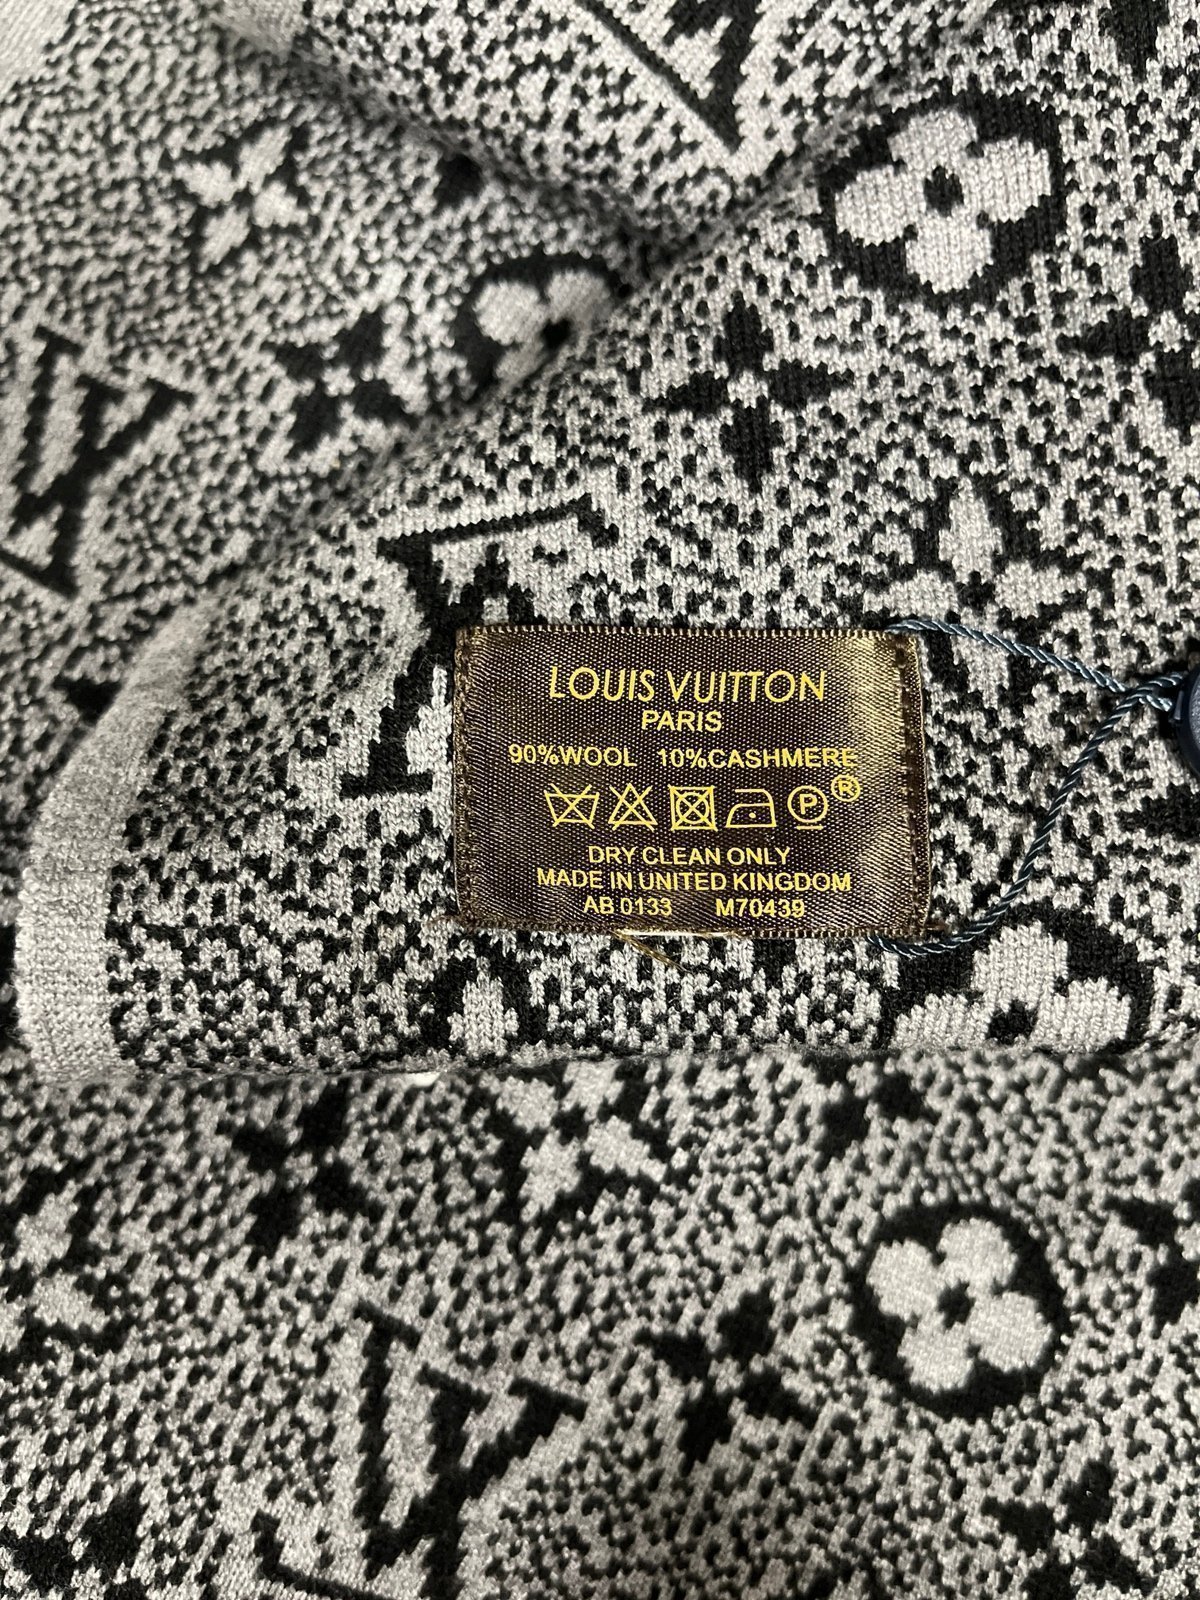 LOUIS VUITTON
PARIS
90%WOOL 10%CASHMERE
P ®
DRY CLEAN ONLY
MADE IN UNITED KINGDOM
AB 0133 M70439